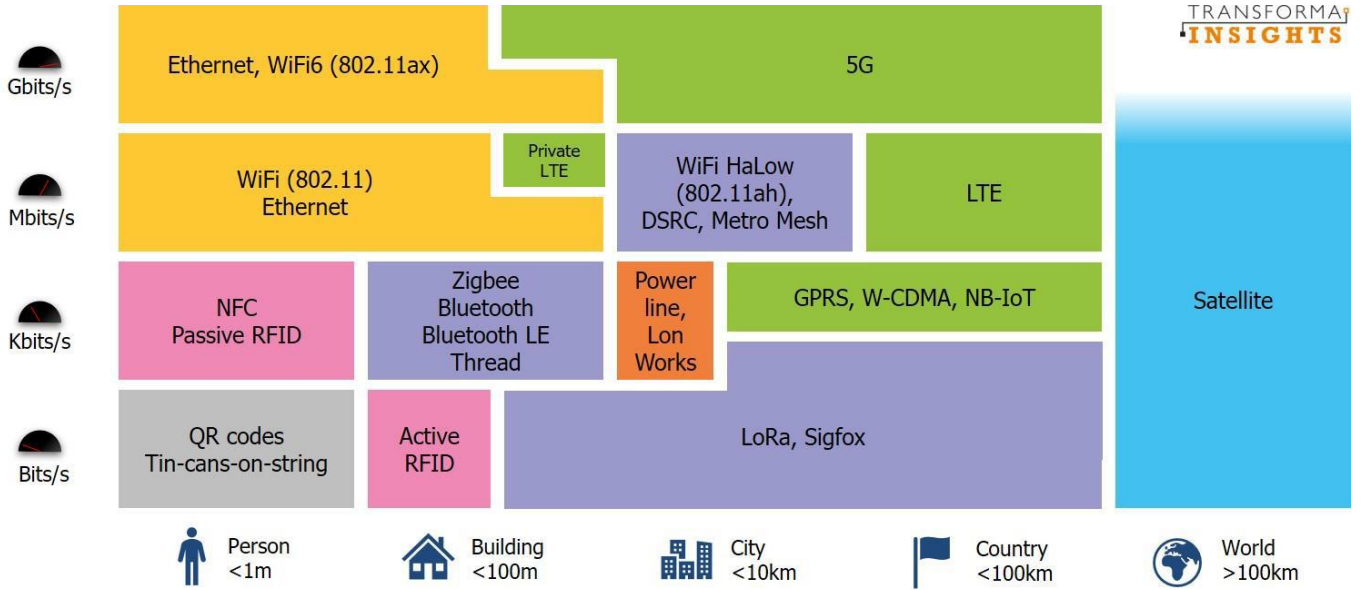 TRANSFORMA
INSIGHTS
Gbits/s
Ethernet, WiFi6 (802.11ax)
5G
Mbits/s
WiFi (802.11)
Ethernet
Private
LTE
WiFi HaLow
(802.11ah),
DSRC, Metro Mesh
LTE
Kbits/s
NFC
Passive RFID
Zigbee
Bluetooth
Bluetooth LE
Thread
Power
line,
Lon
Works
GPRS, W-CDMA, NB-IoT
Satellite
Bits/s
QR codes
Tin-cans-on-string
Active
RFID
LoRa, Sigfox
Person
<1m
Building
<100m
City
<10km
Country
<100km
World
>100km